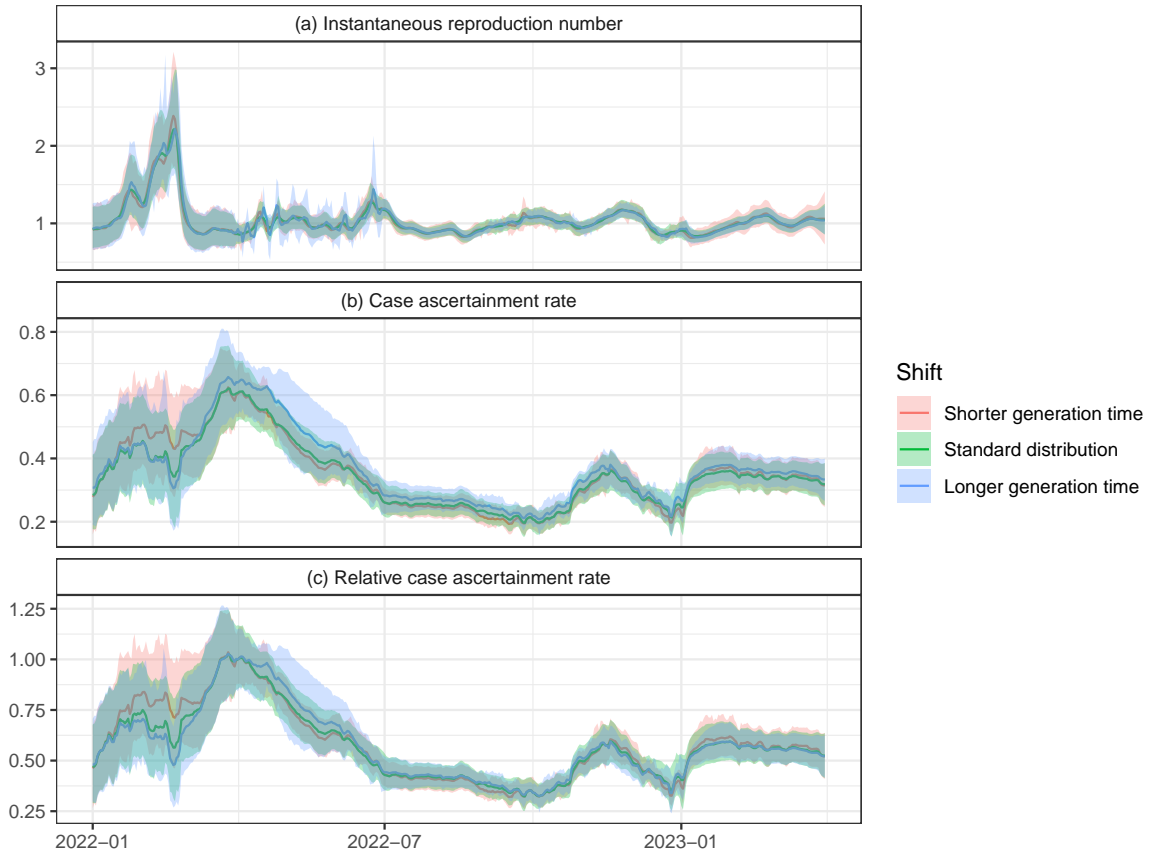 (a) Instantaneous reproduction number
3
2
1
(b) Case ascertainment rate
0.8
0.6
0.4
0.2
(c) Relative case ascertainment rate
1.25
1.00
0.75
0.50
0.25
2022−01
2022−07
2023−01
Shift
Shorter generation time
Standard distribution
Longer generation time